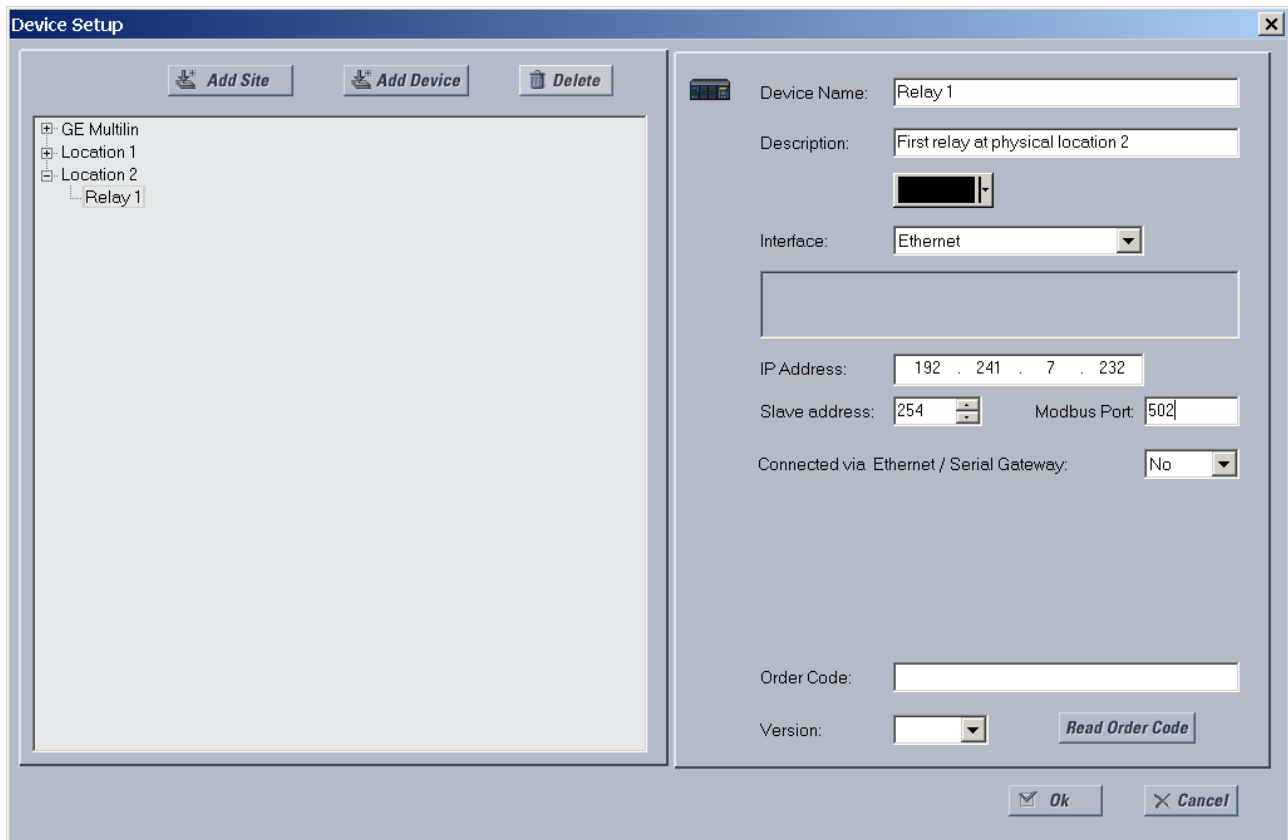 Device Setup
Add Site Add Device Delete
GE Multilin
Location 1
Location 2
Relay 1
Device Name: Relay 1
Description: First relay at physical location 2
Interface: Ethernet
IP Address: 192 . 241 . 7 . 232
Slave address: 254 Modbus Port: 502
Connected via Ethernet / Serial Gateway: No
Order Code:
Version: Read Order Code
Ok Cancel